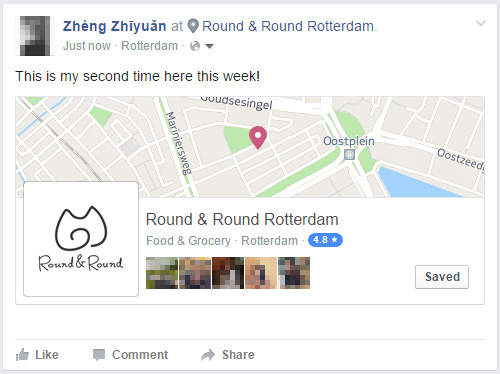 Zhèng Zhīyuǎn at Round & Round Rotterdam.
Just now · Rotterdam ·
This is my second time here this week!
Goudsesingel
Mariniersweg
Oostplein
Oostzeedij
Round & Round Rotterdam
Food & Grocery · Rotterdam · 4.8 ★
Round & Round
Saved
Like Comment Share